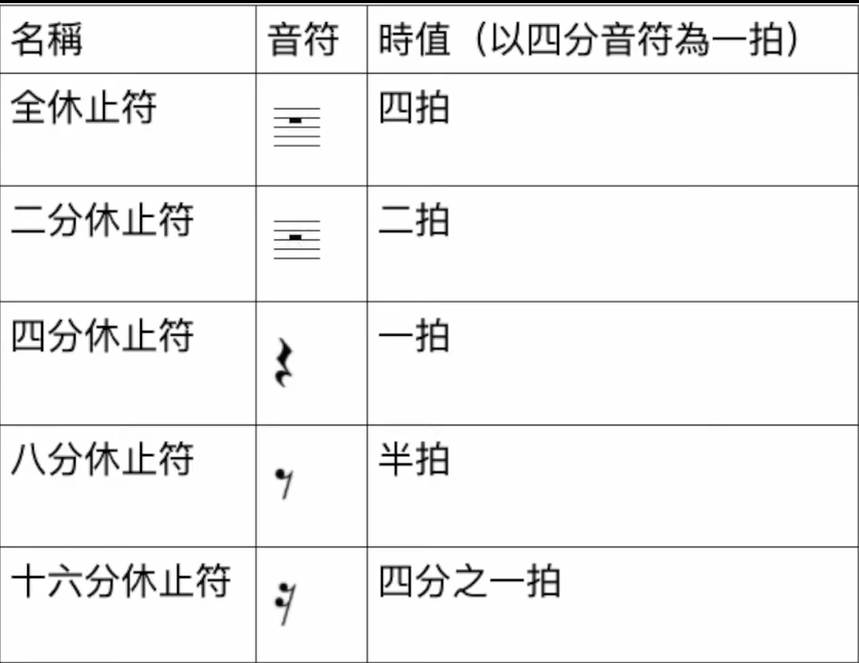 名稱 音符 時值（以四分音符為一拍）
全休止符 四拍
二分休止符 二拍
四分休止符 一拍
八分休止符 半拍
十六分休止符 四分之一拍